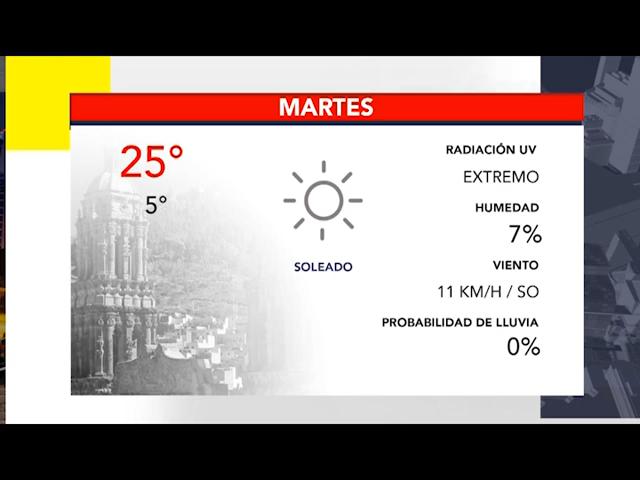 MARTES
25°
5°
SOLEADO
RADIACIÓN UV
EXTREMO
HUMEDAD
7%
VIENTO
11 KM/H / SO
PROBABILIDAD DE LLUVIA
0%